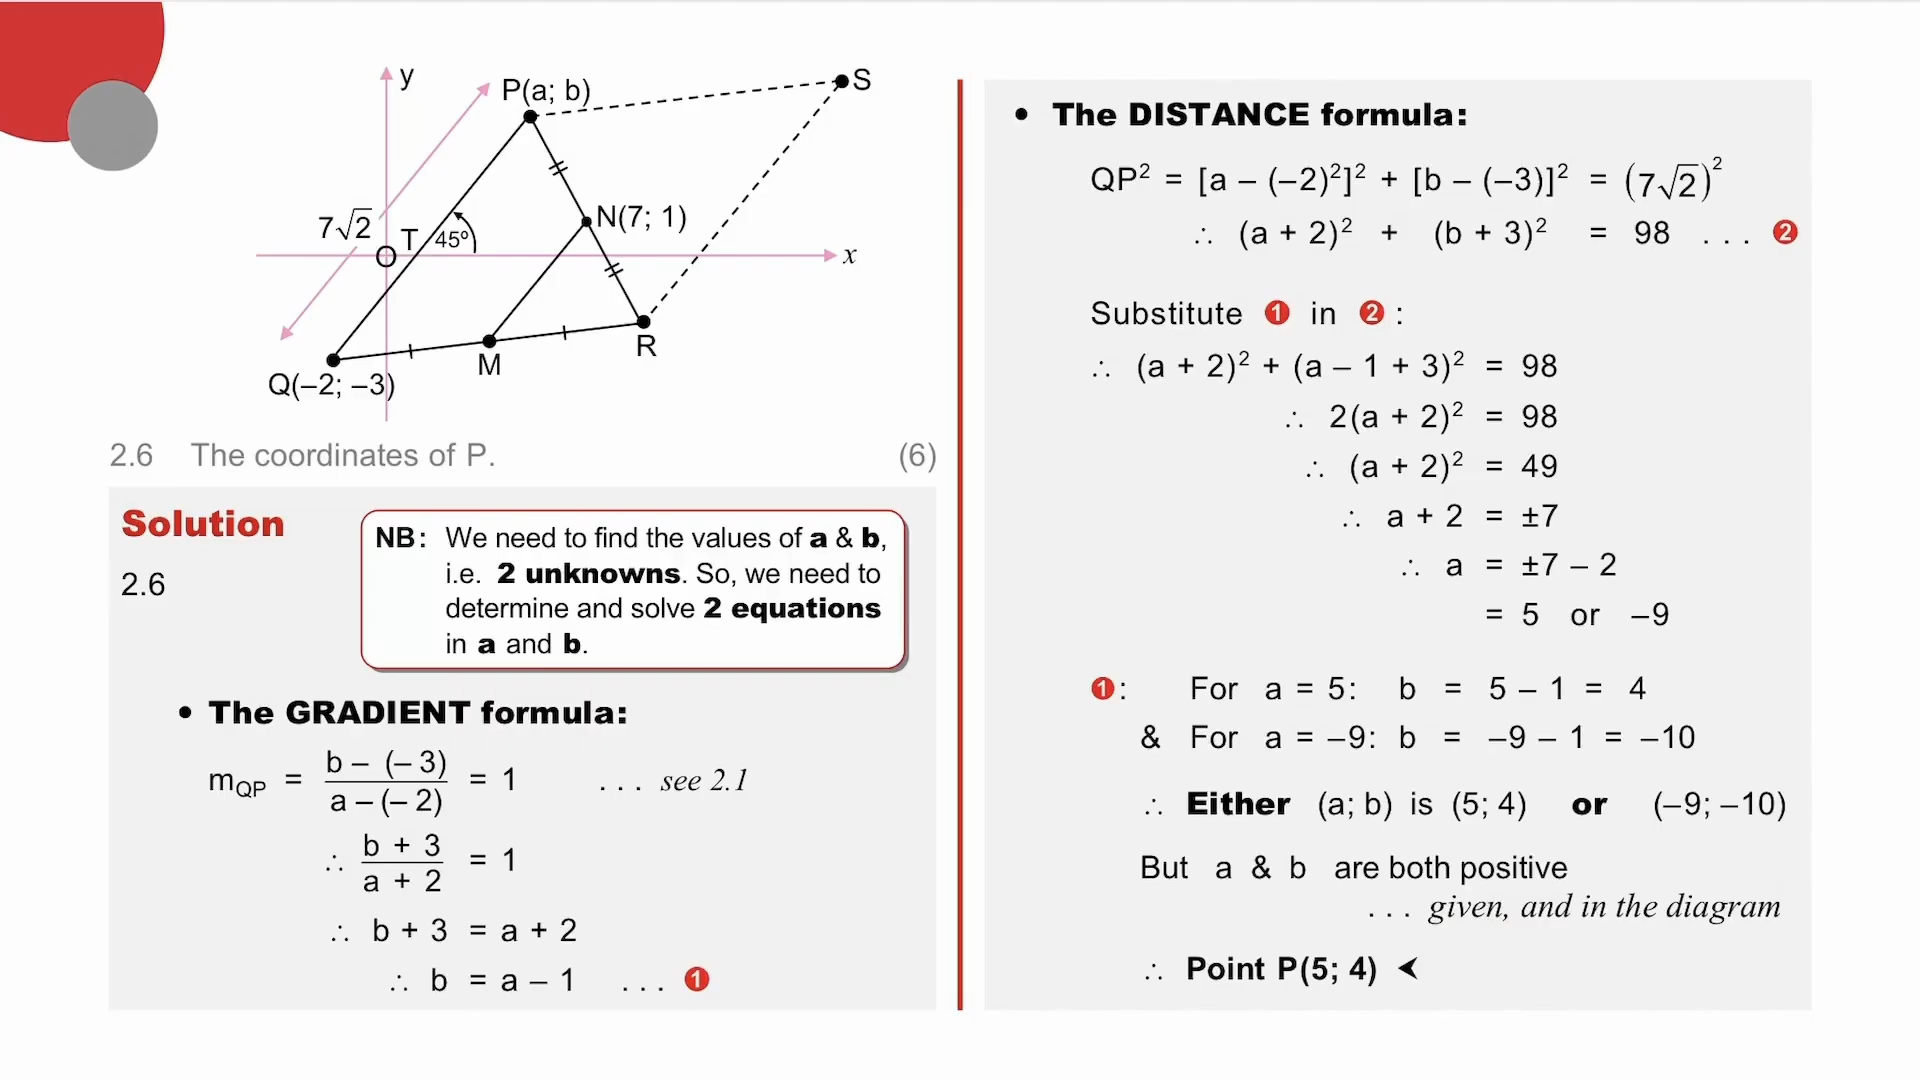 y
P(a; b)
S
7√2
T
45º
N(7; 1)
O
x
R
M
Q(–2; –3)
2.6 The coordinates of P. (6)
Solution
2.6
NB: We need to find the values of a & b,
i.e. 2 unknowns. So, we need to
determine and solve 2 equations
in a and b.
• The GRADIENT formula:
mQP = b – (– 3) / a – (– 2) = 1 . . . see 2.1
∴ b + 3 / a + 2 = 1
∴ b + 3 = a + 2
∴ b = a – 1 . . . ❶
• The DISTANCE formula:
QP² = [a – (–2)²]² + [b – (–3)]² = (7√2)²
∴ (a + 2)² + (b + 3)² = 98 . . . ❷
Substitute ❶ in ❷ :
∴ (a + 2)² + (a – 1 + 3)² = 98
∴ 2(a + 2)² = 98
∴ (a + 2)² = 49
∴ a + 2 = ±7
∴ a = ±7 – 2
= 5 or –9
❶: For a = 5: b = 5 – 1 = 4
& For a = –9: b = –9 – 1 = –10
∴ Either (a; b) is (5; 4) or (–9; –10)
But a & b are both positive
. . . given, and in the diagram
∴ Point P(5; 4) ⮜